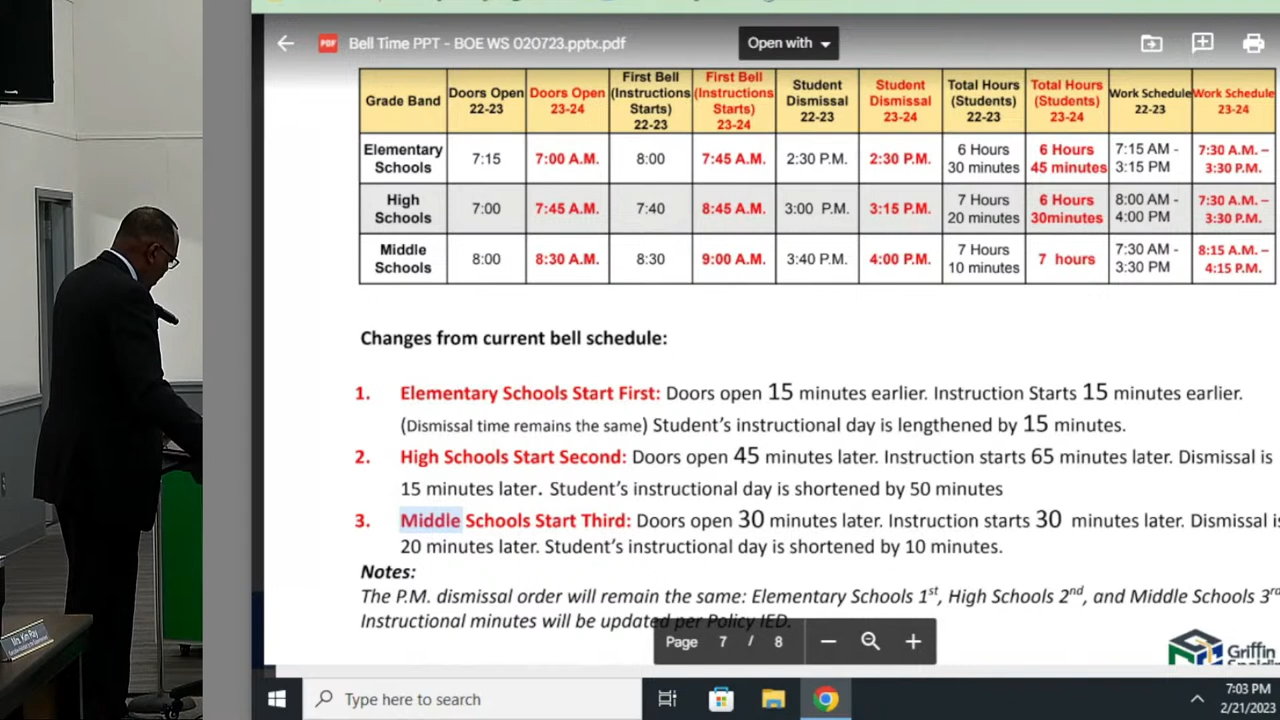 Bell Time PPT - BOE WS 020723.pptx.pdf
Open with
Grade Band
Doors Open 22-23
Doors Open 23-24
First Bell (Instructions Starts) 22-23
First Bell (Instructions Starts) 23-24
Student Dismissal 22-23
Student Dismissal 23-24
Total Hours (Students) 22-23
Total Hours (Students) 23-24
Work Schedule 22-23
Work Schedule 23-24
Elementary Schools 7:15 7:00 A.M. 8:00 7:45 A.M. 2:30 P.M. 2:30 P.M. 6 Hours 30 minutes 6 Hours 45 minutes 7:15 AM - 3:15 PM 7:30 A.M. – 3:30 P.M.
High Schools 7:00 7:45 A.M. 7:40 8:45 A.M. 3:00 P.M. 3:15 P.M. 7 Hours 20 minutes 6 Hours 30minutes 8:00 AM - 4:00 PM 7:30 A.M. – 3:30 P.M.
Middle Schools 8:00 8:30 A.M. 8:30 9:00 A.M. 3:40 P.M. 4:00 P.M. 7 Hours 10 minutes 7 hours 7:30 AM - 3:30 PM 8:15 A.M. – 4:15 P.M.
Changes from current bell schedule:
1. Elementary Schools Start First: Doors open 15 minutes earlier. Instruction Starts 15 minutes earlier.
(Dismissal time remains the same) Student's instructional day is lengthened by 15 minutes.
2. High Schools Start Second: Doors open 45 minutes later. Instruction starts 65 minutes later. Dismissal is
15 minutes later. Student's instructional day is shortened by 50 minutes
3. Middle Schools Start Third: Doors open 30 minutes later. Instruction starts 30 minutes later. Dismissal is
20 minutes later. Student's instructional day is shortened by 10 minutes.
Notes:
The P.M. dismissal order will remain the same: Elementary Schools 1st, High Schools 2nd, and Middle Schools 3rd
Instructional minutes will be updated per Policy IED.
Page 7 / 8
Griffin
Mrs. Kim Pay
Type here to search
7:03 PM
2/21/2023